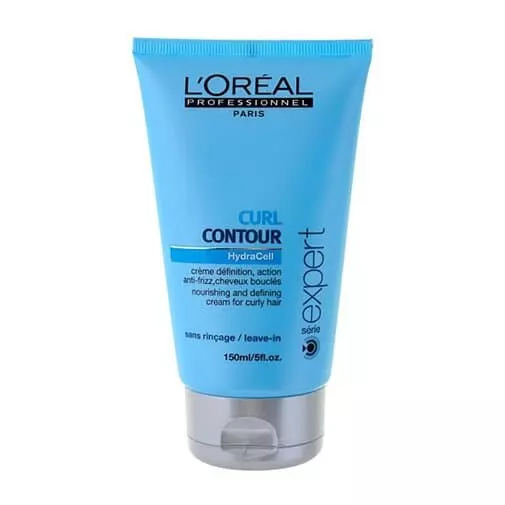 L'ORÉAL
PROFESSIONNEL
PARIS
CURL
CONTOUR
HydraCell
crème définition, action
anti-frizz,cheveux bouclés
nourishing and defining
cream for curly hair
sans rinçage / leave-in
150ml/5fl.oz.
série expert